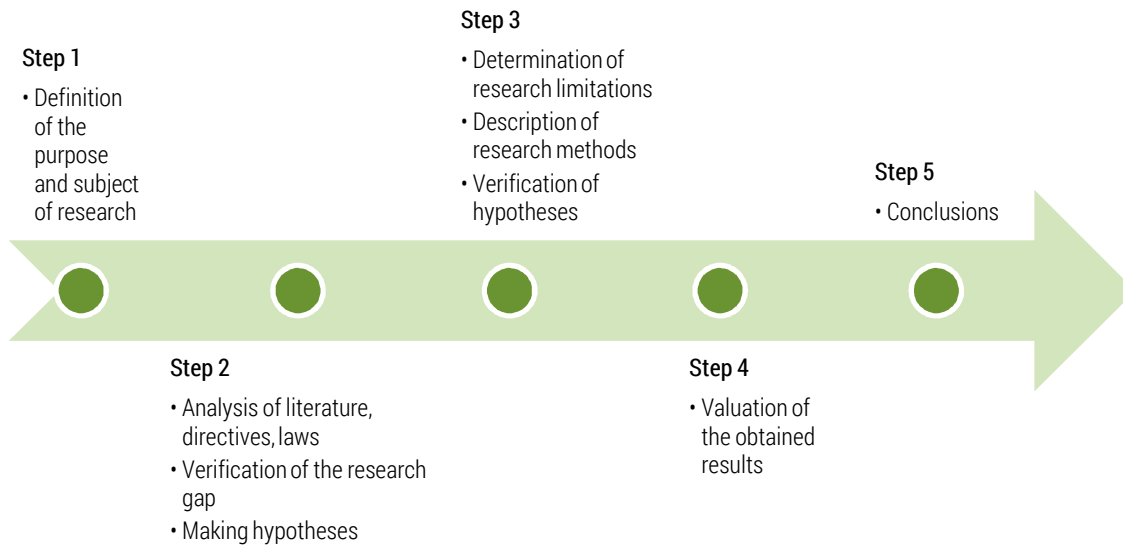 Step 1
• Definition
of the
purpose
and subject
of research
Step 2
• Analysis of literature,
directives, laws
• Verification of the research
gap
• Making hypotheses
Step 3
• Determination of
research limitations
• Description of
research methods
• Verification of
hypotheses
Step 4
• Valuation of
the obtained
results
Step 5
• Conclusions